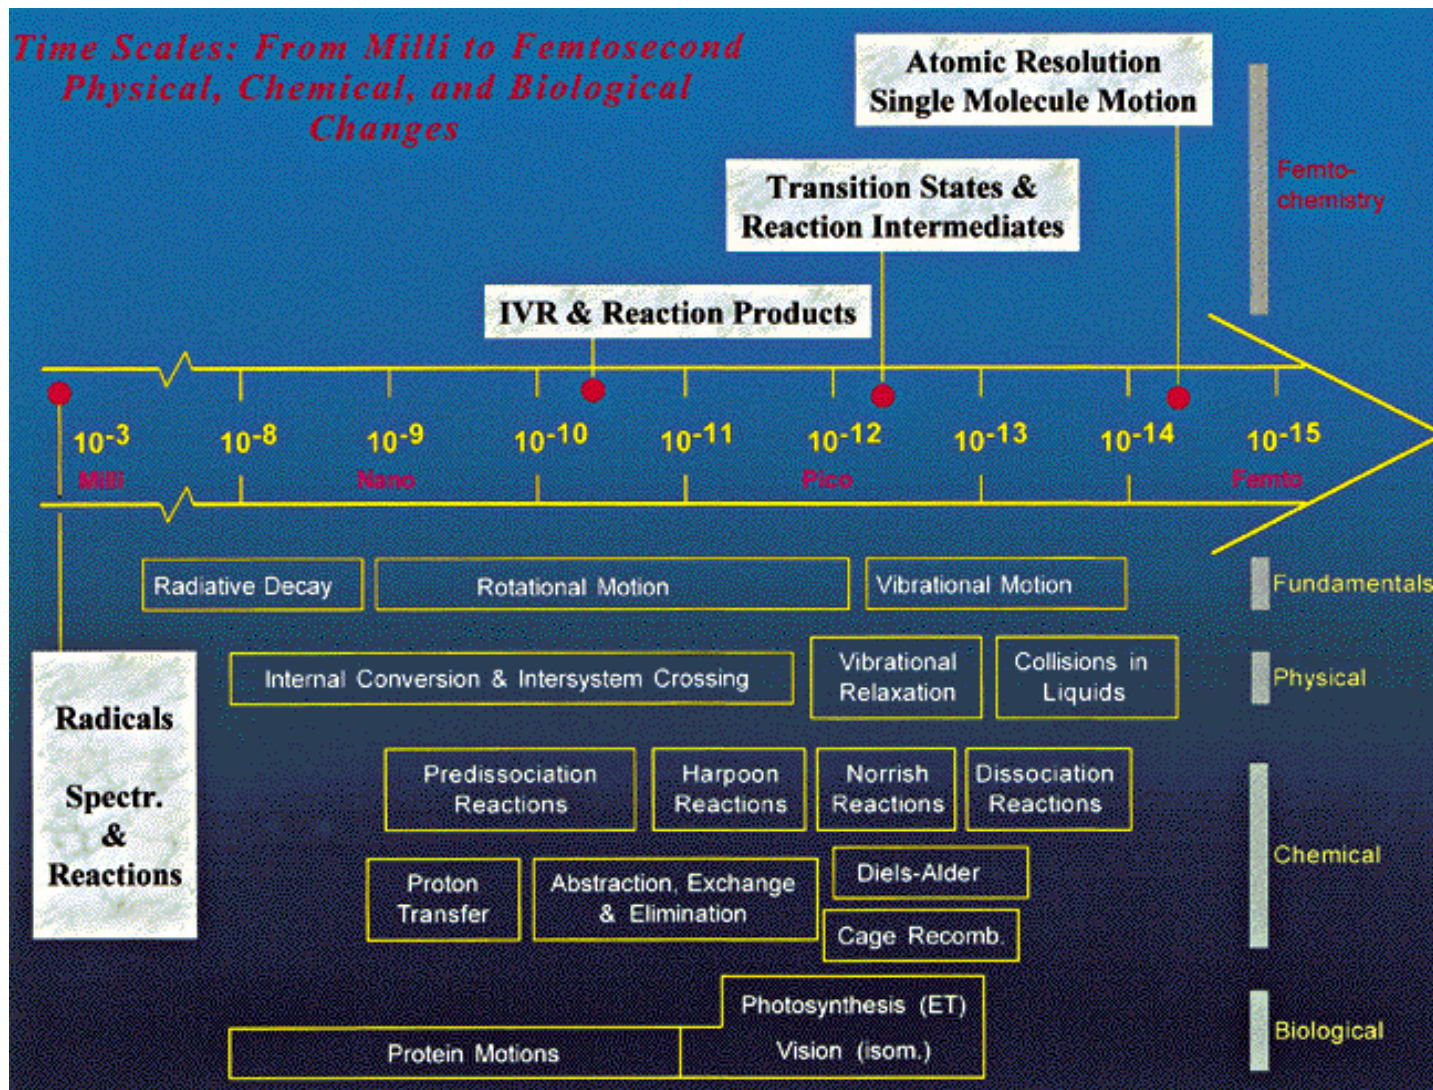 Time Scales: From Milli to Femtosecond
Physical, Chemical, and Biological
Changes
Atomic Resolution
Single Molecule Motion
Femto-
chemistry
Transition States &
Reaction Intermediates
IVR & Reaction Products
10-3
10-8
10-9
10-10
10-11
10-12
10-13
10-14
10-15
Milli
Nano
Pico
Femto
Radiative Decay
Rotational Motion
Vibrational Motion
Fundamentals
Radicals
Spectr.
&
Reactions
Internal Conversion & Intersystem Crossing
Vibrational
Relaxation
Collisions in
Liquids
Physical
Predissociation
Reactions
Harpoon
Reactions
Norrish
Reactions
Dissociation
Reactions
Chemical
Proton
Transfer
Abstraction, Exchange
& Elimination
Diels-Alder
Cage Recomb.
Photosynthesis (ET)
Vision (isom.)
Protein Motions
Biological